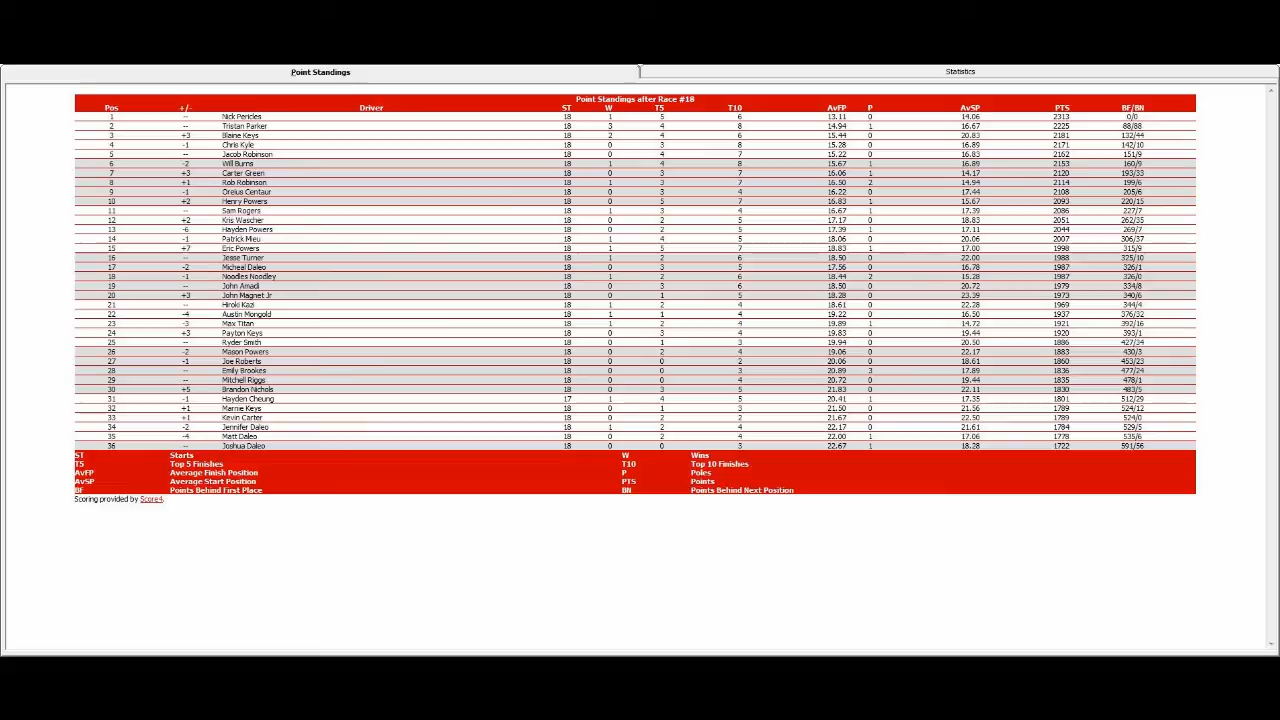 Point Standings Statistics
Point Standings after Race #18
Pos +/- Driver ST W T5 T10 AvFP P AvSP PTS BF/BN
1 -- Nick Pericles 18 1 5 6 13.11 0 14.06 2313 0/0
2 -- Tristan Parker 18 3 4 8 14.94 1 16.67 2225 88/88
3 +3 Blaine Keys 18 2 4 6 15.44 0 20.83 2181 132/44
4 -1 Chris Kyle 18 0 3 8 15.28 0 16.89 2171 142/10
5 -- Jacob Robinson 18 0 4 7 15.22 0 16.83 2162 151/9
6 -2 Will Burns 18 1 4 8 15.67 1 16.89 2153 160/9
7 +3 Carter Green 18 0 3 7 16.06 1 14.17 2120 193/33
8 +1 Rob Robinson 18 1 3 7 16.50 2 14.94 2114 199/6
9 -1 Oreius Centaur 18 0 3 4 16.22 0 17.44 2108 205/6
10 +2 Henry Powers 18 0 5 7 16.83 1 15.67 2093 220/15
11 -- Sam Rogers 18 1 3 4 16.67 1 17.39 2086 227/7
12 +2 Kris Wascher 18 0 2 5 17.17 0 18.83 2051 262/35
13 -6 Hayden Powers 18 0 2 5 17.39 1 17.11 2044 269/7
14 -1 Patrick Mieu 18 1 4 5 18.06 0 20.06 2007 306/37
15 +7 Eric Powers 18 1 5 7 18.83 1 17.00 1998 315/9
16 -- Jesse Turner 18 1 2 6 18.50 0 22.00 1988 325/10
17 -2 Micheal Daleo 18 0 3 5 17.56 0 16.78 1987 326/1
18 -1 Noodles Noodley 18 1 2 6 18.44 2 15.28 1987 326/0
19 -- John Amadi 18 0 3 6 18.50 0 20.72 1979 334/8
20 +3 John Magnet Jr 18 0 1 5 18.28 0 23.39 1973 340/6
21 -- Hiroki Kazi 18 1 2 4 18.61 0 22.28 1969 344/4
22 -4 Austin Mongold 18 1 1 4 19.22 0 16.50 1937 376/32
23 -3 Max Titan 18 1 2 4 19.89 1 14.72 1921 392/16
24 +3 Payton Keys 18 0 3 4 19.83 0 19.44 1920 393/1
25 -- Ryder Smith 18 0 1 3 19.94 0 20.50 1886 427/34
26 -2 Mason Powers 18 0 2 4 19.06 0 22.17 1883 430/3
27 -1 Joe Roberts 18 0 0 2 20.06 0 18.61 1860 453/23
28 -- Emily Brookes 18 0 0 3 20.89 3 17.89 1836 477/24
29 -- Mitchell Riggs 18 0 0 4 20.72 0 19.44 1835 478/1
30 +5 Brandon Nichols 18 0 3 5 21.83 0 22.11 1830 483/5
31 -1 Hayden Cheung 17 1 4 5 20.41 1 17.35 1801 512/29
32 +1 Marnie Keys 18 0 1 3 21.50 0 21.56 1789 524/12
33 +1 Kevin Carter 18 0 2 2 21.67 0 22.50 1789 524/0
34 -2 Jennifer Daleo 18 1 2 4 22.17 0 21.61 1784 529/5
35 -4 Matt Daleo 18 0 2 4 22.00 1 17.06 1778 535/6
36 -- Joshua Daleo 18 0 0 3 22.67 1 18.28 1722 591/56
ST Starts W Wins
T5 Top 5 Finishes T10 Top 10 Finishes
AvFP Average Finish Position P Poles
AvSP Average Start Position PTS Points
BF Points Behind First Place BN Points Behind Next Position
Scoring provided by Score4.